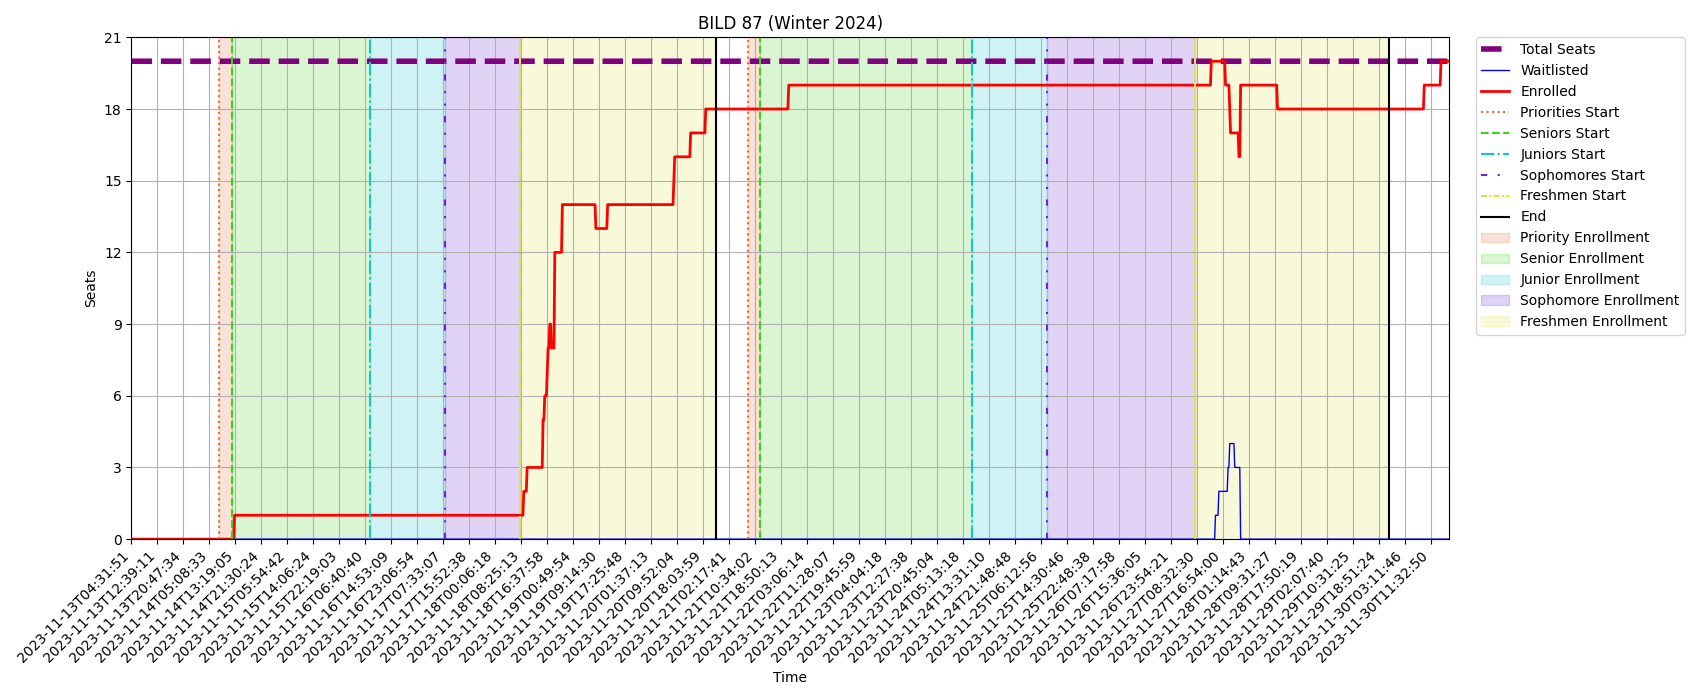 BILD 87 (Winter 2024)
21
18
15
12
9
6
3
0
Seats
2023-11-13T04:31:51
2023-11-13T12:39:11
2023-11-13T20:47:34
2023-11-14T05:08:33
2023-11-14T13:19:05
2023-11-14T21:30:24
2023-11-15T05:54:42
2023-11-15T14:06:24
2023-11-15T22:19:03
2023-11-16T06:40:40
2023-11-16T14:53:09
2023-11-16T23:06:54
2023-11-17T07:33:07
2023-11-17T15:52:38
2023-11-18T00:06:18
2023-11-18T08:25:13
2023-11-18T16:37:58
2023-11-19T00:49:54
2023-11-19T09:14:30
2023-11-19T17:25:48
2023-11-20T01:37:13
2023-11-20T09:52:04
2023-11-20T18:03:59
2023-11-21T02:17:41
2023-11-21T10:34:02
2023-11-21T18:50:13
2023-11-22T03:06:14
2023-11-22T11:28:07
2023-11-22T19:45:59
2023-11-23T04:04:18
2023-11-23T12:27:38
2023-11-23T20:45:04
2023-11-24T05:13:18
2023-11-24T13:31:10
2023-11-24T21:48:48
2023-11-25T06:12:56
2023-11-25T14:30:46
2023-11-25T22:48:38
2023-11-26T07:17:58
2023-11-26T15:36:05
2023-11-26T23:54:21
2023-11-27T08:32:30
2023-11-27T16:54:00
2023-11-28T01:14:43
2023-11-28T09:31:27
2023-11-28T17:50:19
2023-11-29T02:07:40
2023-11-29T10:31:25
2023-11-29T18:51:24
2023-11-30T03:11:46
2023-11-30T11:32:50
Time
Total Seats
Waitlisted
Enrolled
Priorities Start
Seniors Start
Juniors Start
Sophomores Start
Freshmen Start
End
Priority Enrollment
Senior Enrollment
Junior Enrollment
Sophomore Enrollment
Freshmen Enrollment